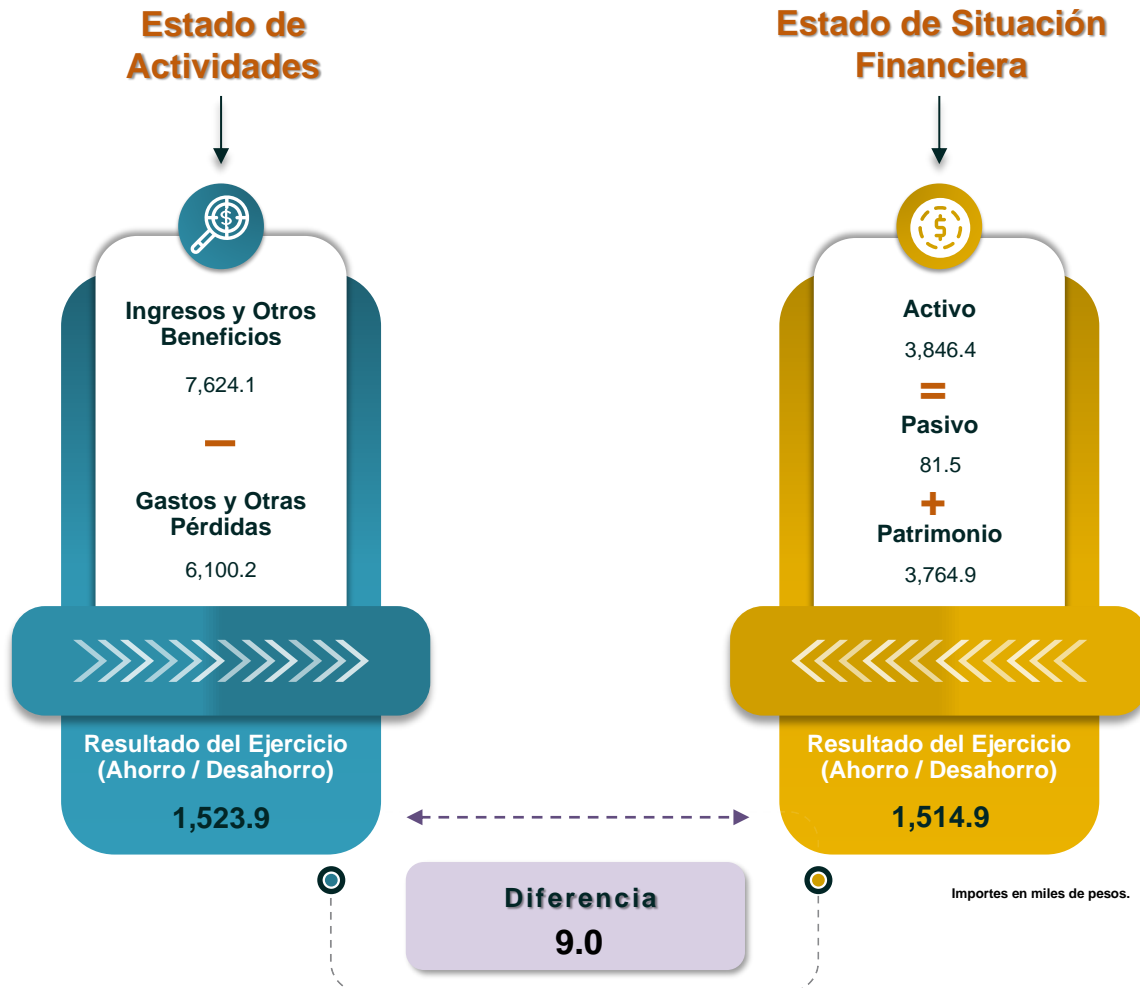 Estado de
Actividades
Ingresos y Otros
Beneficios
7,624.1
–
Gastos y Otras
Pérdidas
6,100.2
Resultado del Ejercicio
(Ahorro / Desahorro)
1,523.9
Estado de Situación
Financiera
$
Activo
3,846.4
=
Pasivo
81.5
+
Patrimonio
3,764.9
Resultado del Ejercicio
(Ahorro / Desahorro)
1,514.9
Diferencia
9.0
Importes en miles de pesos.